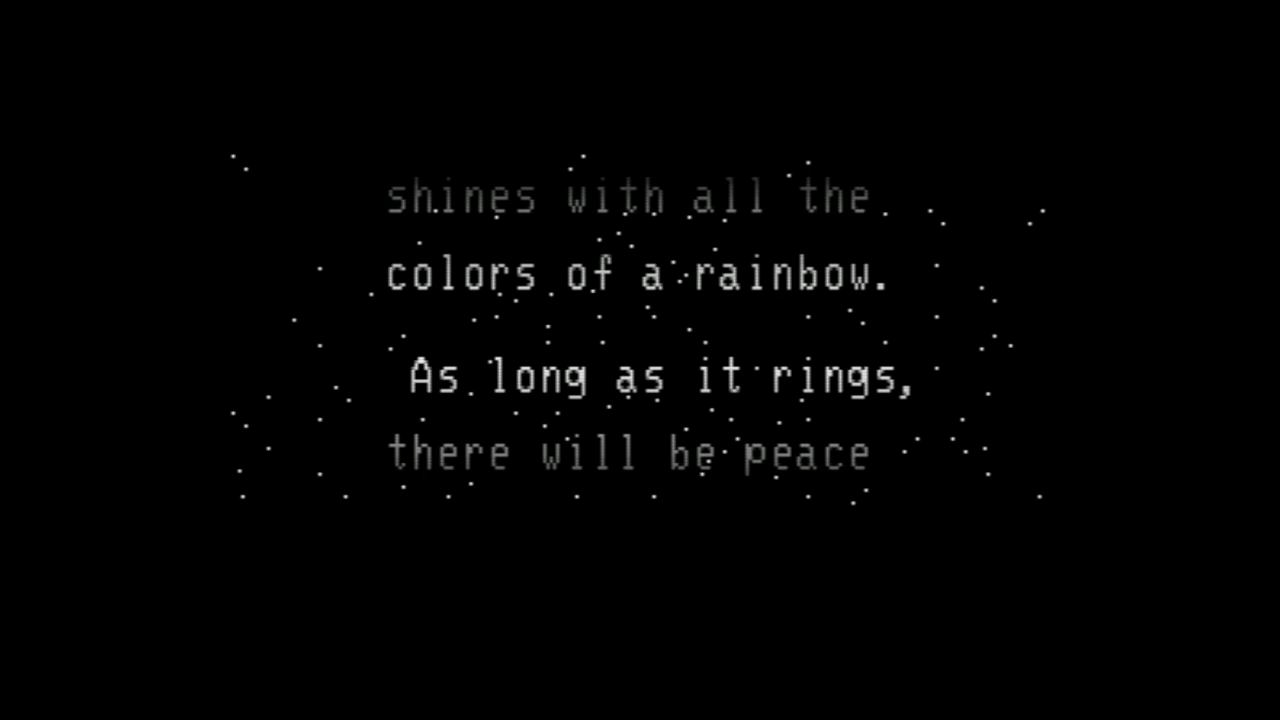 shines with all the
colors of a rainbow.
As long as it rings,
there will be peace